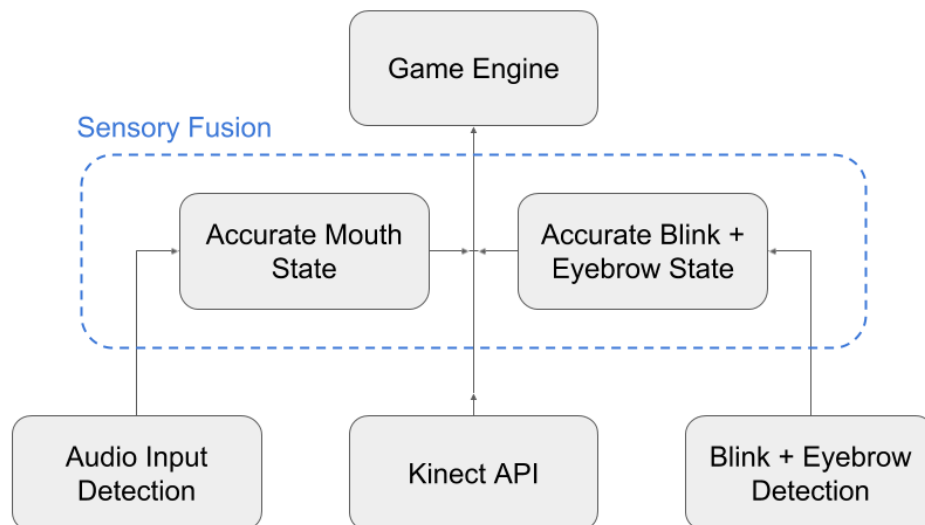 Game Engine
Sensory Fusion
Accurate Mouth
State
Accurate Blink +
Eyebrow State
Audio Input
Detection
Kinect API
Blink + Eyebrow
Detection